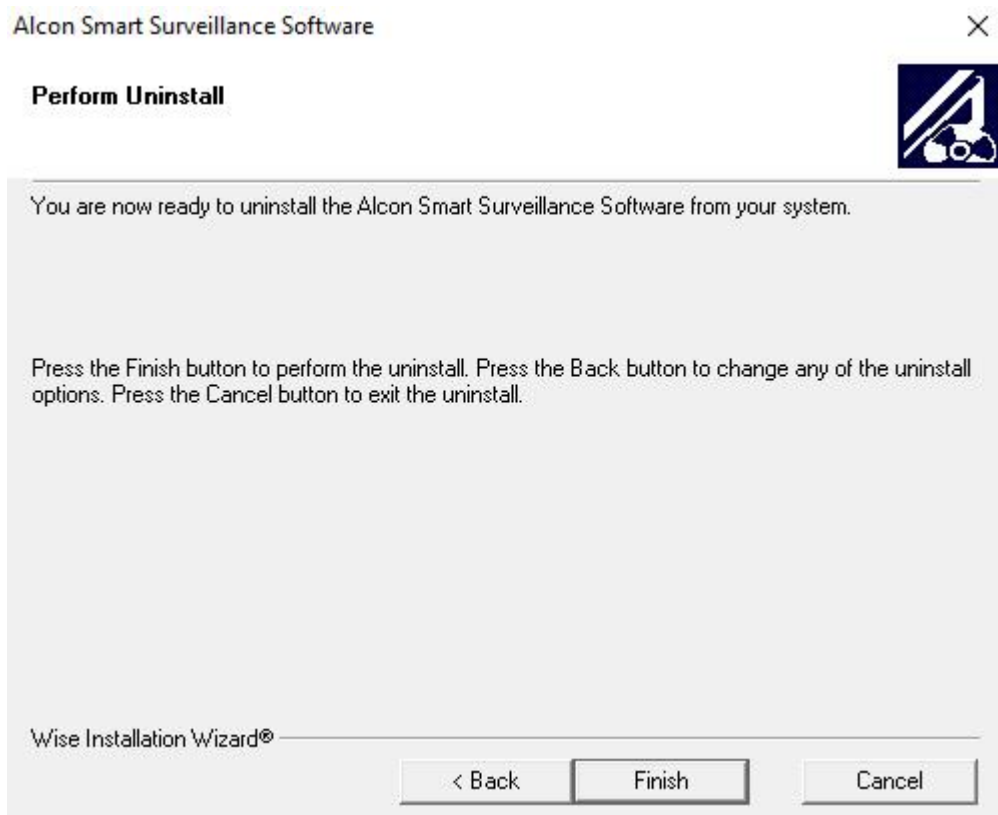 Alcon Smart Surveillance Software
Perform Uninstall
You are now ready to uninstall the Alcon Smart Surveillance Software from your system.
Press the Finish button to perform the uninstall. Press the Back button to change any of the uninstall
options. Press the Cancel button to exit the uninstall.
Wise Installation Wizard®
< Back Finish Cancel